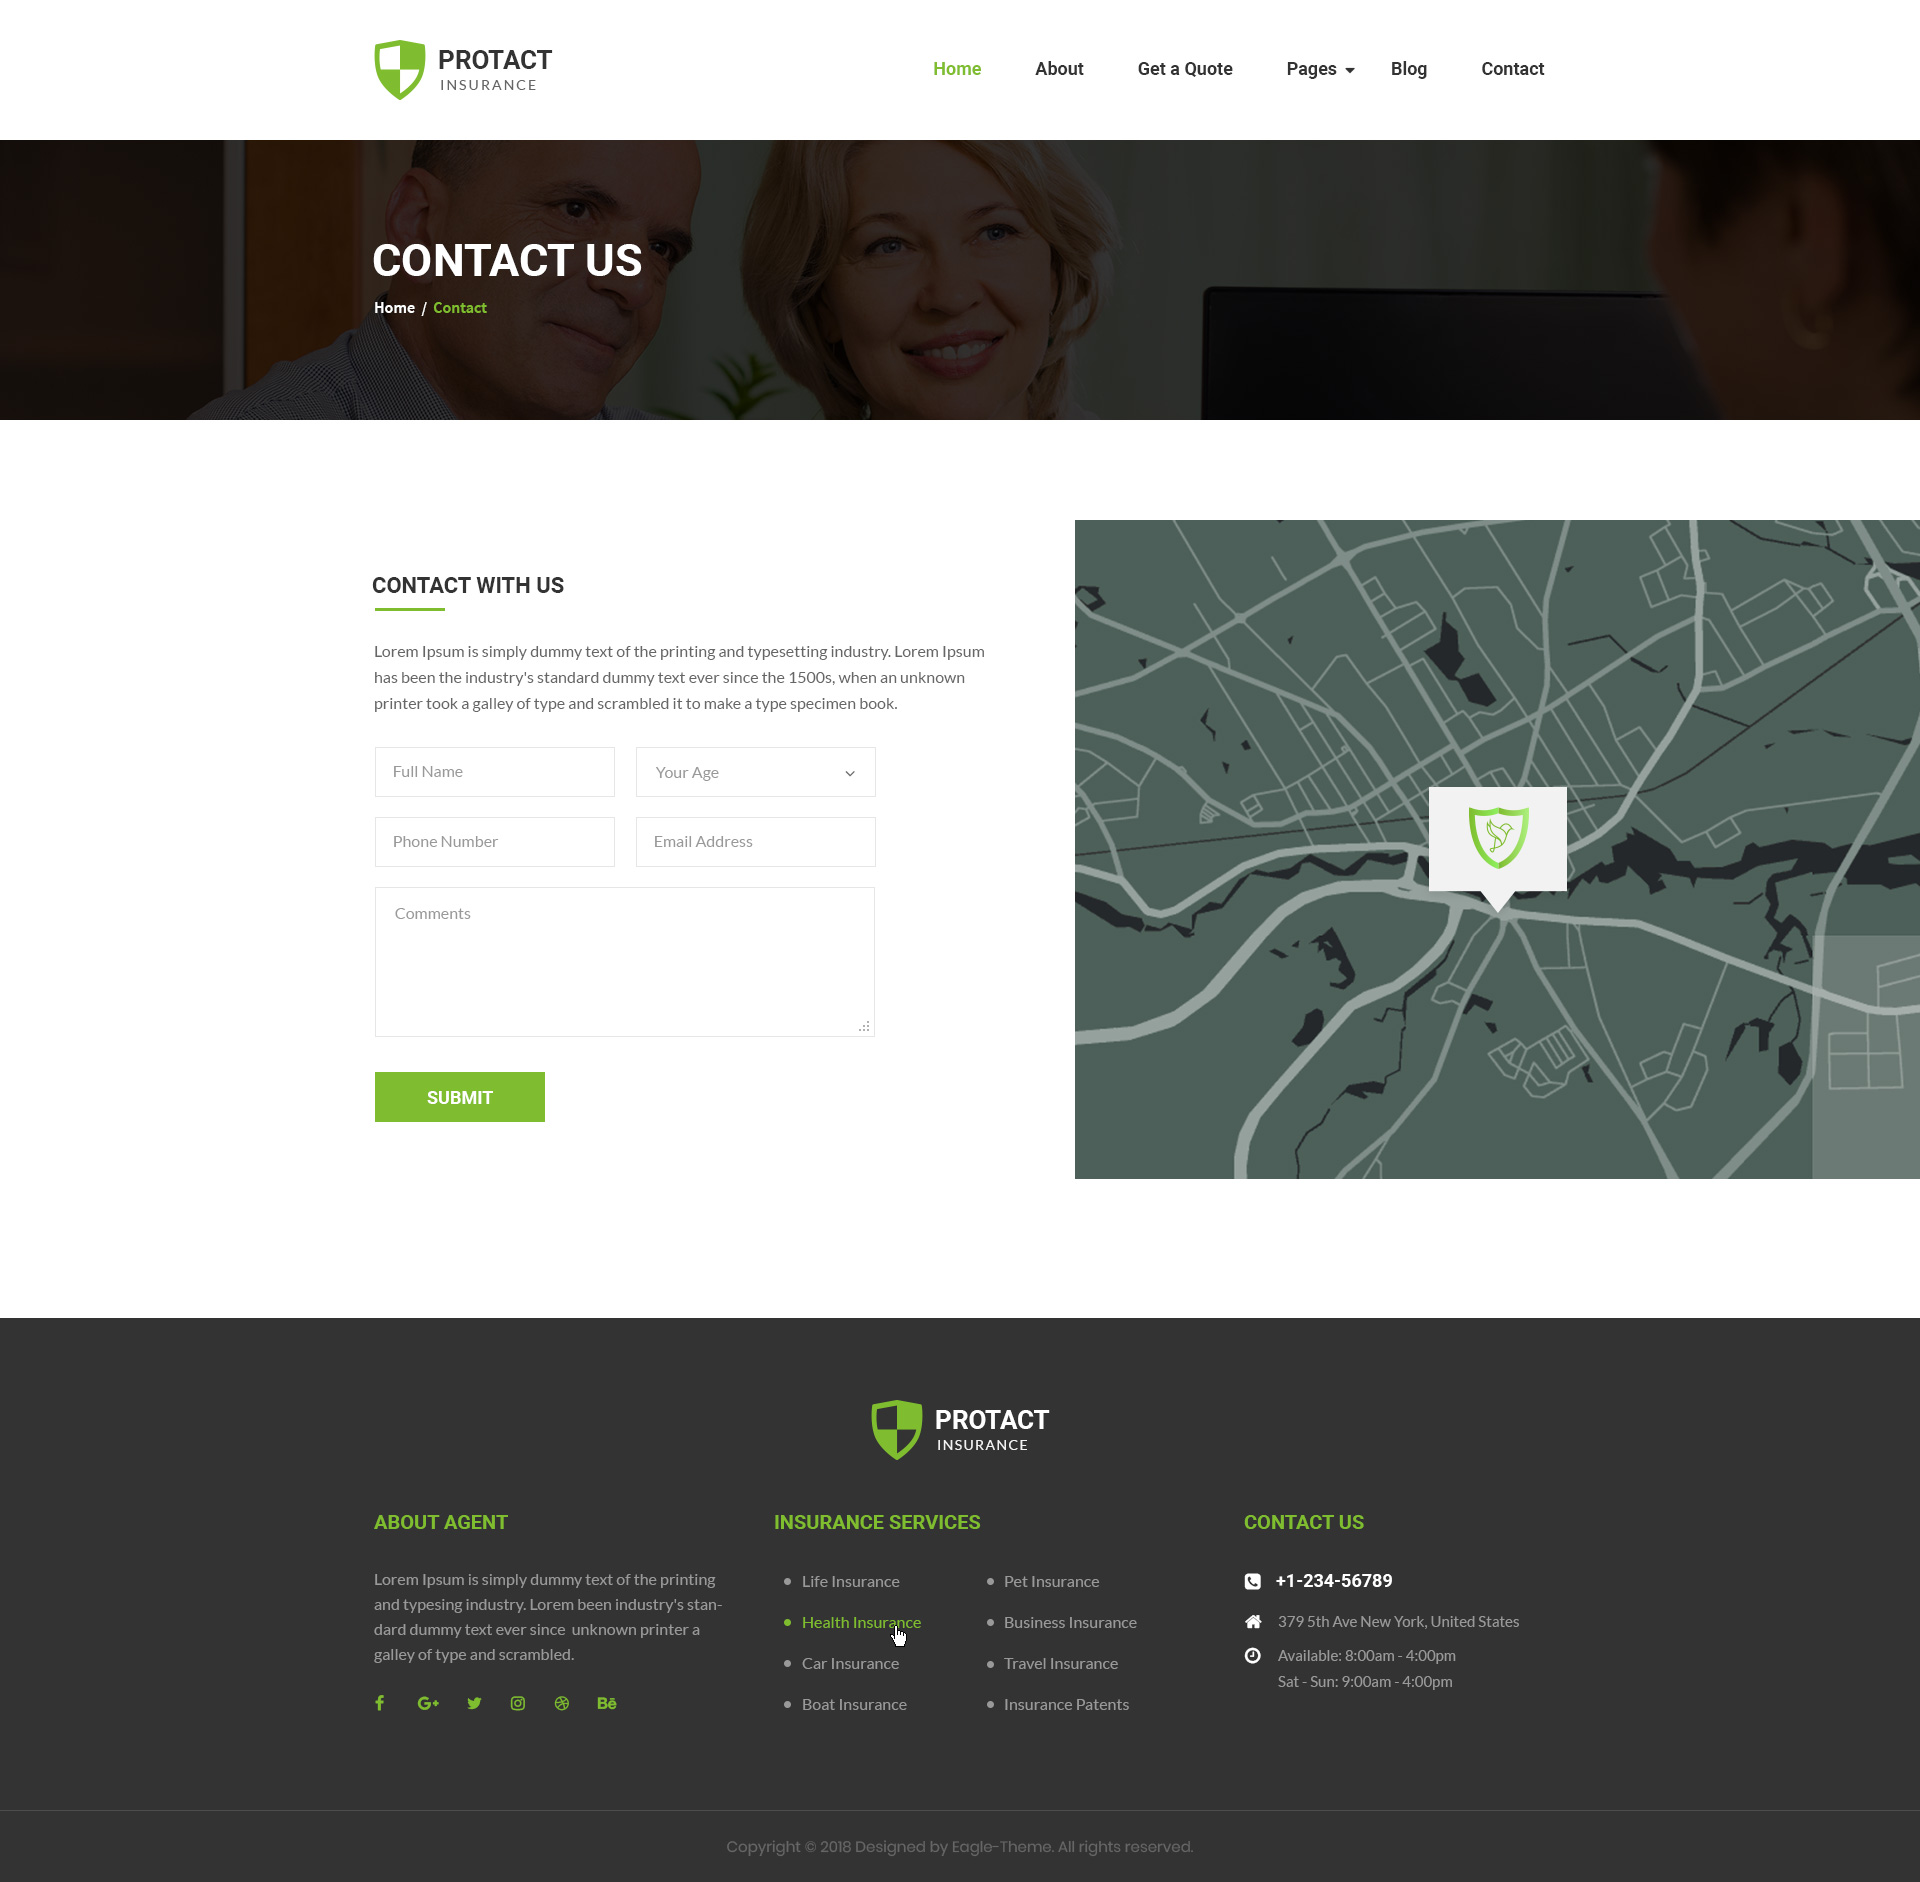 PROTACT
INSURANCE
Home
About
Get a Quote
Pages
Blog
Contact
CONTACT US
Home / Contact
CONTACT WITH US
Lorem Ipsum is simply dummy text of the printing and typesetting industry. Lorem Ipsum
has been the industry's standard dummy text ever since the 1500s, when an unknown
printer took a galley of type and scrambled it to make a type specimen book.
Full Name
Your Age
Phone Number
Email Address
Comments
SUBMIT
PROTACT
INSURANCE
ABOUT AGENT
Lorem Ipsum is simply dummy text of the printing
and typesing industry. Lorem been industry's stan-
dard dummy text ever since unknown printer a
galley of type and scrambled.
INSURANCE SERVICES
Life Insurance
Health Insurance
Car Insurance
Boat Insurance
Pet Insurance
Business Insurance
Travel Insurance
Insurance Patents
CONTACT US
+1-234-56789
379 5th Ave New York, United States
Available: 8:00am - 4:00pm
Sat - Sun: 9:00am - 4:00pm
Copyright © 2018 Designed by Eagle-Theme. All rights reserved.